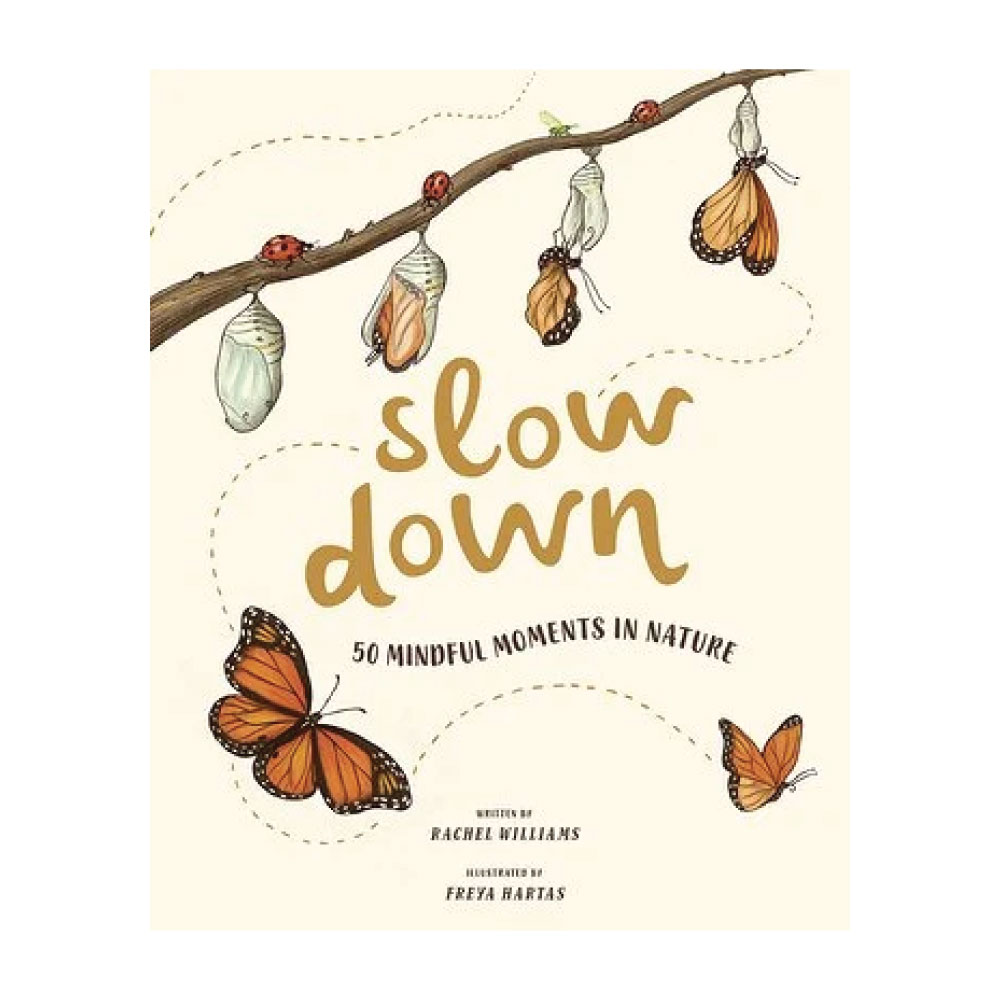 slow
down
50 MINDFUL MOMENTS IN NATURE
WRITTEN BY
RACHEL WILLIAMS
ILLUSTRATED BY
FREYA HARTAS